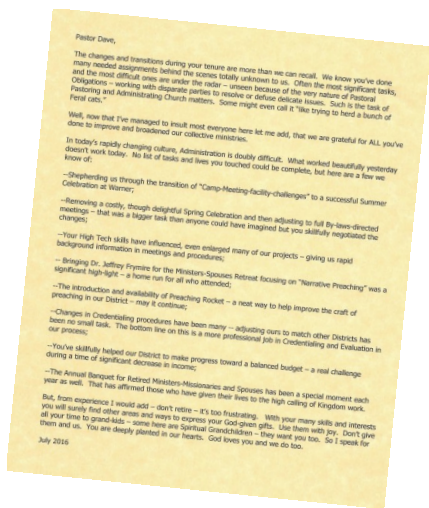 Pastor Dave,
The changes and transitions during your tenure are more than we can recall.  We know you've done
many needed assignments behind the scenes totally unknown to us.  Often the most significant tasks,
and the most difficult ones are under the radar – unseen because of the very nature of Pastoral
Obligations – working with disparate parties to resolve or defuse delicate issues.  Such is the task of
Pastoring and Administrating Church matters.  Some might even call it "like trying to herd a bunch of
Feral cats."
Well, now that I've managed to insult most everyone here let me add, that we are grateful for ALL you've
done to improve and broadened our collective ministries.
In today's rapidly changing culture, Administration is doubly difficult.  What worked beautifully yesterday
doesn't work today.  No list of tasks and lives you touched could be complete, but here are a few we
know of:
--Shepherding us through the transition of "Camp-Meeting-facility-challenges" to a successful Summer
Celebration at Warner;
--Removing a costly, though delightful Spring Celebration and then adjusting to full By-laws-directed
meetings – that was a bigger task than anyone could have imagined but you skillfully negotiated the
changes;
--Your High Tech skills have influenced, even enlarged many of our projects – giving us rapid
background information in meetings and procedures;
-- Bringing Dr. Jeffrey Frymire for the Ministers-Spouses Retreat focusing on "Narrative Preaching" was a
significant high-light – a home run for all who attended;
--The introduction and availability of Preaching Rocket – a neat way to help improve the craft of
preaching in our District – may it continue;
--Changes in Credentialing procedures have been many -- adjusting ours to match other Districts has
been no small task.  The bottom line on this is a more professional job in Credentialing and Evaluation in
our process;
--You've skillfully helped our District to make progress toward a balanced budget – a real challenge
during a time of significant decrease in income;
--The Annual Banquet for Retired Ministers-Missionaries and Spouses has been a special moment each
year as well.  That has affirmed those who have given their lives to the high calling of Kingdom work.
But, from experience I would add – don't retire – it's too frustrating.  With your many skills and interests
you will surely find other areas and ways to express your God-given gifts.  Use them with joy.  Don't give
all your time to grand-kids – some here are Spiritual Grandchildren – they want you too.  So I speak for
them and us.  You are deeply planted in our hearts.  God loves you and we do too.
July 2016